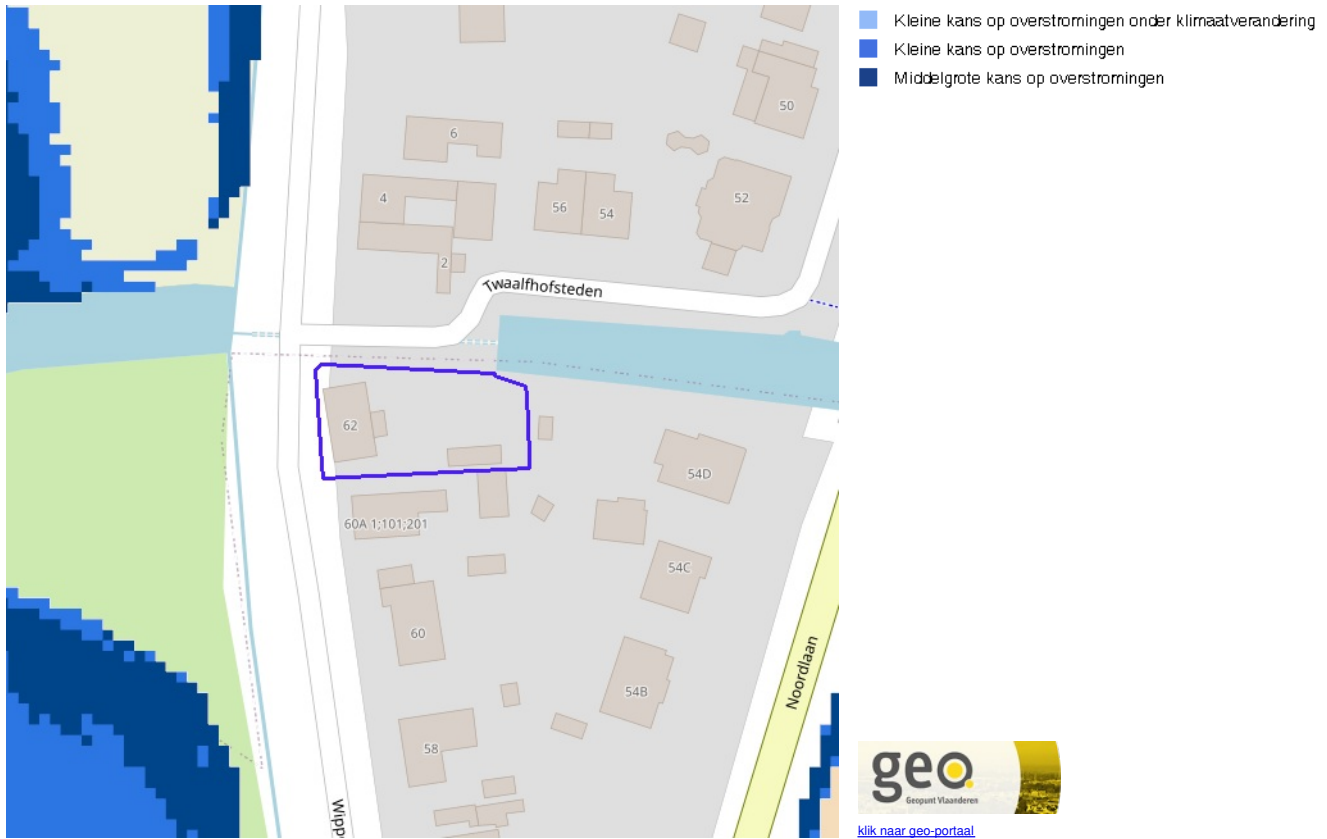 Kleine kans op overstromingen onder klimaatverandering
Kleine kans op overstromingen
Middelgrote kans op overstromingen
50
6
4
56
54
52
2
Twaalfhofsteden
62
54D
60A 1;101;201
54C
60
54B
Noordlaan
58
Wipp
geo.
Geopunt Vlaanderen
klik naar geo-portaal